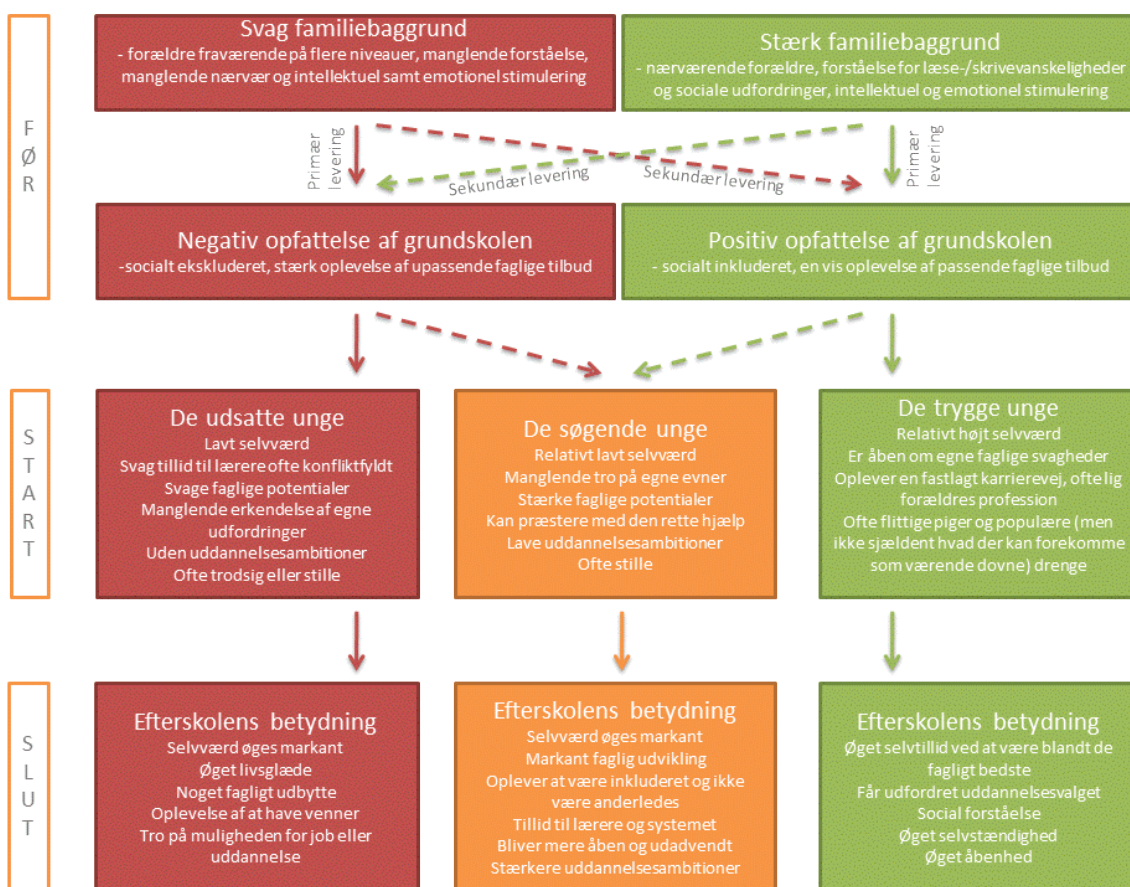 FØR
Svag familiebaggrund
- forældre fraværende på flere niveauer, manglende forståelse,
manglende nærvær og intellektuel samt emotionel stimulering
Stærk familiebaggrund
- nærværende forældre, forståelse for læse-/skrivevanskeligheder
og sociale udfordringer, intellektuel og emotionel stimulering
Primær
levering
Sekundær levering
Sekundær levering
Primær
levering
Negativ opfattelse af grundskolen
-socialt ekskluderet, stærk oplevelse af upassende faglige tilbud
Positiv opfattelse af grundskolen
- socialt inkluderet, en vis oplevelse af passende faglige tilbud
START
De udsatte unge
Lavt selvværd
Svag tillid til lærere ofte konfliktfyldt
Svage faglige potentialer
Manglende erkendelse af egne
udfordringer
Uden uddannelsesambitioner
Ofte trodsig eller stille
De søgende unge
Relativt lavt selvværd
Manglende tro på egne evner
Stærke faglige potentialer
Kan præstere med den rette hjælp
Lave uddannelsesambitioner
Ofte stille
De trygge unge
Relativt højt selvværd
Er åben om egne faglige svagheder
Oplever en fastlagt karrierevej, ofte lig
forældres profession
Ofte flittige piger og populære (men
ikke sjældent hvad der kan forekomme
som værende dovne) drenge
SLUT
Efterskolens betydning
Selvværd øges markant
Øget livsglæde
Noget fagligt udbytte
Oplevelse af at have venner
Tro på muligheden for job eller
uddannelse
Efterskolens betydning
Selvværd øges markant
Markant faglig udvikling
Oplever at være inkluderet og ikke
være anderledes
Tillid til lærere og systemet
Bliver mere åben og udadvendt
Stærkere uddannelsesambitioner
Efterskolens betydning
Øget selvtillid ved at være blandt de
fagligt bedste
Får udfordret uddannelsesvalget
Social forståelse
Øget selvstændighed
Øget åbenhed